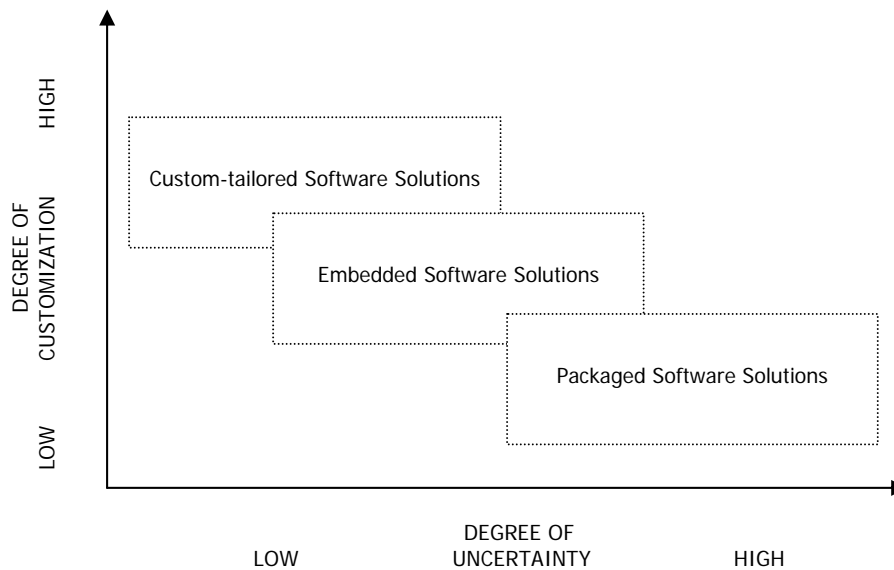 HIGH
Custom-tailored Software Solutions
DEGREE OF
CUSTOMIZATION
Embedded Software Solutions
Packaged Software Solutions
LOW
DEGREE OF
LOW UNCERTAINTY HIGH